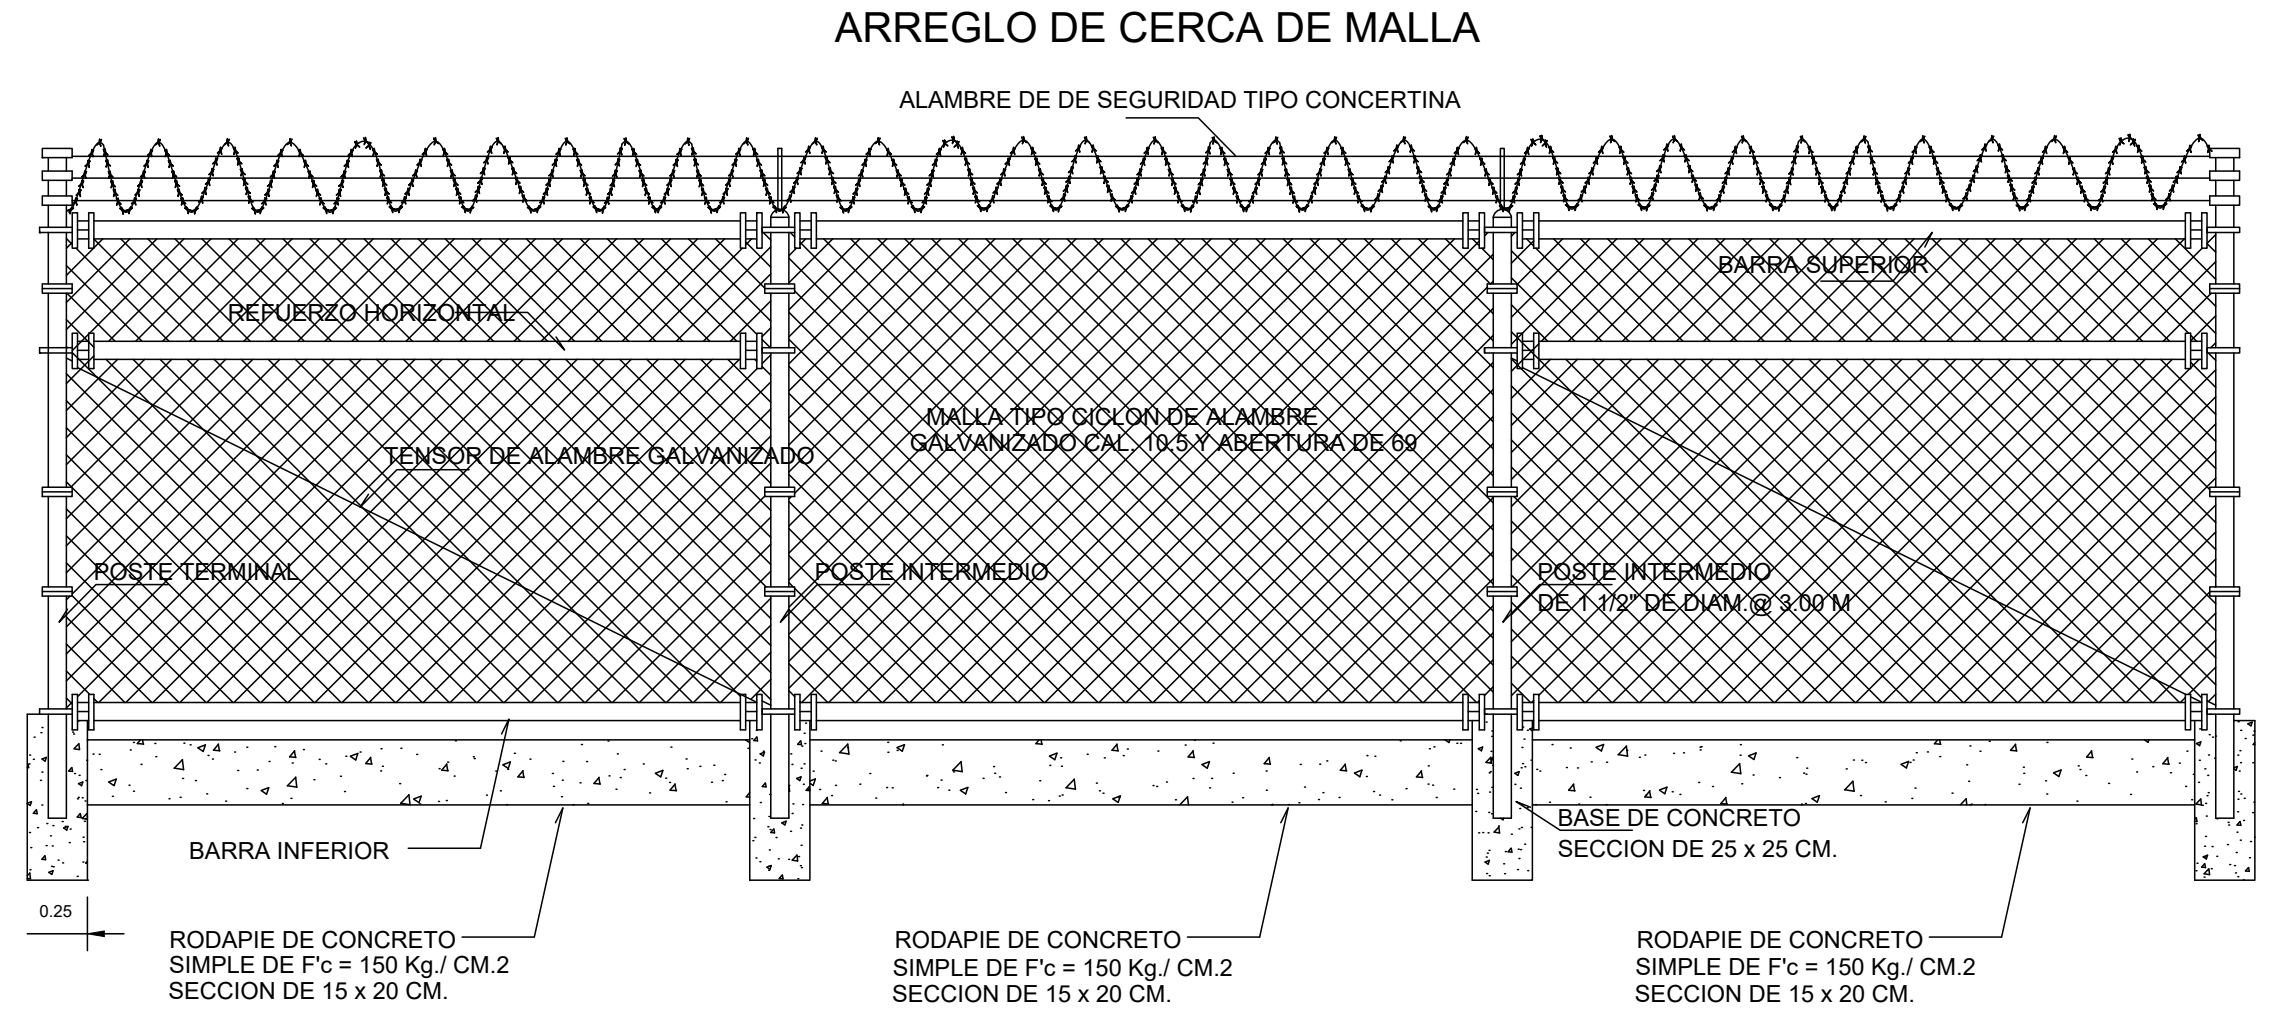 ARREGLO DE CERCA DE MALLA
ALAMBRE DE DE SEGURIDAD TIPO CONCERTINA
BARRA SUPERIOR
REFUERZO HORIZONTAL
MALLA TIPO CICLON DE ALAMBRE
GALVANIZADO CAL. 10.5 Y ABERTURA DE 69
TENSOR DE ALAMBRE GALVANIZADO
POSTE TERMINAL
POSTE INTERMEDIO
POSTE INTERMEDIO
DE 1 1/2" DE DIAM.@ 3.00 M
BASE DE CONCRETO
SECCION DE 25 x 25 CM.
BARRA INFERIOR
0.25
RODAPIE DE CONCRETO
SIMPLE DE F'c = 150 Kg./ CM.2
SECCION DE 15 x 20 CM.
RODAPIE DE CONCRETO
SIMPLE DE F'c = 150 Kg./ CM.2
SECCION DE 15 x 20 CM.
RODAPIE DE CONCRETO
SIMPLE DE F'c = 150 Kg./ CM.2
SECCION DE 15 x 20 CM.